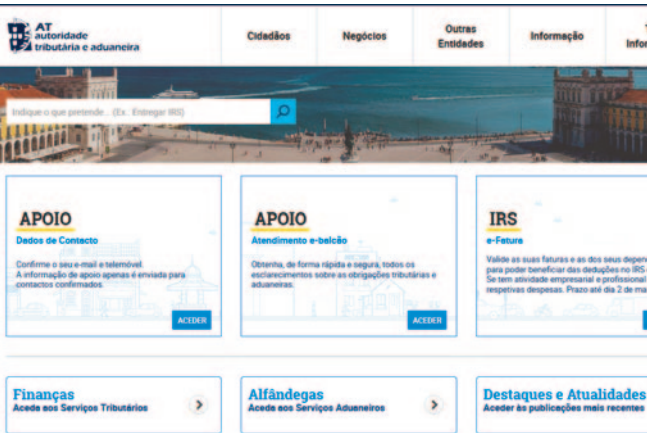 AT
autoridade
tributária e aduaneira
Cidadãos
Negócios
Outras
Entidades
Informação
Indique o que pretende... (Ex.: Entregar IRS)
APOIO
Dados de Contacto
Confirme o seu e-mail e telemóvel.
A informação de apoio apenas é enviada para
contactos confirmados.
ACEDER
APOIO
Atendimento e-balcão
Obtenha, de forma rápida e segura, todos os
esclarecimentos sobre as obrigações tributárias e
aduaneiras.
ACEDER
IRS
e-Fatura
Valide as suas faturas e as dos seus
para poder beneficiar das deduções no IRS
Se tem atividade empresarial e profissional
respetivas despesas. Prazo até dia 2 de
Finanças
Aceda aos Serviços Tributários
Alfândegas
Aceda aos Serviços Aduaneiros
Destaques e Atualidades
Aceder às publicações mais recentes